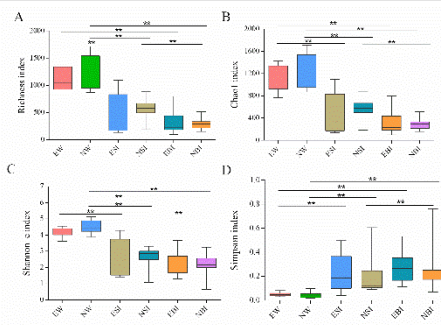 A
Richness index
** ** ** ** **
2000
1500
1000
500
0
EW NW ESI NSI EBI NBI
B
Chao1 index
** ** ** ** **
2000
1600
1200
800
400
0
EW NW ESI NSI EBI NBI
C
Shannon index
** ** ** ** **
7
6
5
4
3
2
1
0
EW NW ESI NSI EBI NBI
D
Simpson index
** ** ** ** **
1.0
0.8
0.6
0.4
0.2
0.0
EW NW ESI NSI EBI NBI